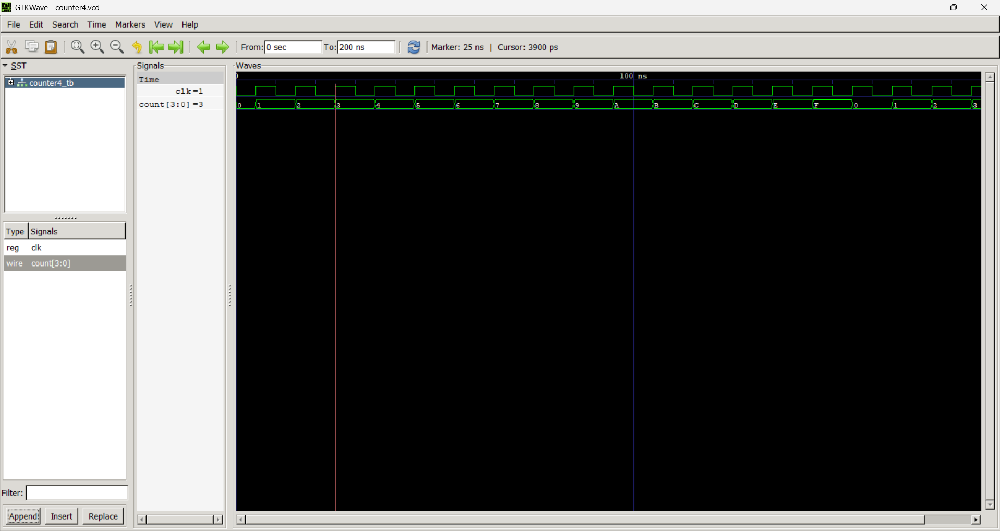 GTKWave - counter4.vcd
File Edit Search Time Markers View Help
From: 0 sec To: 200 ns Marker: 25 ns | Cursor: 3900 ps
SST
counter4_tb
Type Signals
reg clk
wire count[3:0]
Filter:
Append Insert Replace
Signals
Time
clk=1
count[3:0]=3
Waves
0 100 ns
0 1 2 3 4 5 6 7 8 9 A B C D E F 0 1 2 3